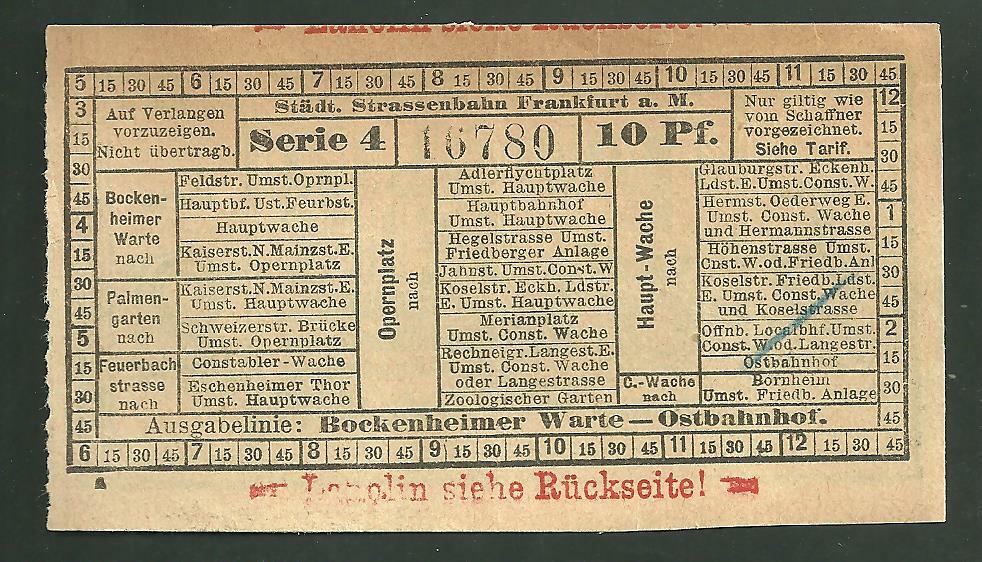 Lanolin siehe Rückseite!
5 15 30 45 6 15 30 45 7 15 30 45 8 15 30 45 9 15 30 45 10 15 30 45 11 15 30 45
3
15
30
45
4
15
30
45
5
15
30
45
Auf Verlangen
vorzuzeigen.
Nicht übertragb.
Städt. Strassenbahn Frankfurt a. M.
Serie 4
16780
10 Pf.
Nur giltig wie
vom Schaffner
vorgezeichnet.
Siehe Tarif.
Bocken-
heimer
Warte
nach
Feldstr. Umst.Oprnpl.
Hauptbf. Ust.Feurbst.
Hauptwache
Kaiserst.N.Mainzst.E.
Umst. Opernplatz
Palmen-
garten
nach
Kaiserst.N.Mainzst.E.
Umst. Hauptwache
Schweizerstr. Brücke
Umst. Opernplatz
Feuerbach
strasse
nach
Constabler-Wache
Eschenheimer Thor
Umst. Hauptwache
Opernplatz
nach
Adlerflychtplatz
Umst. Hauptwache
Hauptbahnhof
Umst. Hauptwache
Hegelstrasse Umst.
Friedberger Anlage
Jahnst. Umst.Const.W
Koselstr. Eckh. Ldstr.
E. Umst. Hauptwache
Merianplatz
Umst. Const. Wache
Rechneigr.Langest.E.
Umst. Const. Wache
oder Langestrasse
Zoologischer Garten
Haupt-Wache
nach
Glauburgstr. Eckenh.
Ldst.E.Umst.Const.W.
Hermst. Oederweg E.
Umst. Const. Wache
und Hermannstrasse
Höhenstrasse Umst.
Cnst.W.od.Friedb.Anl
Koselstr. Friedb.Ldst.
E. Umst. Const. Wache
und Koselstrasse
Offnb. Localbhf.Umst.
Const.W.od.Langestr.
Ostbahnhof
C.-Wache
nach
Bornheim
Umst. Friedb. Anlage
12
15
30
45
1
15
30
45
2
15
30
45
Ausgabelinie: Bockenheimer Warte—Ostbahnhof.
6 15 30 45 7 15 30 45 8 15 30 45 9 15 30 45 10 15 30 45 11 15 30 45 12 15 30 45
Lanolin siehe Rückseite!